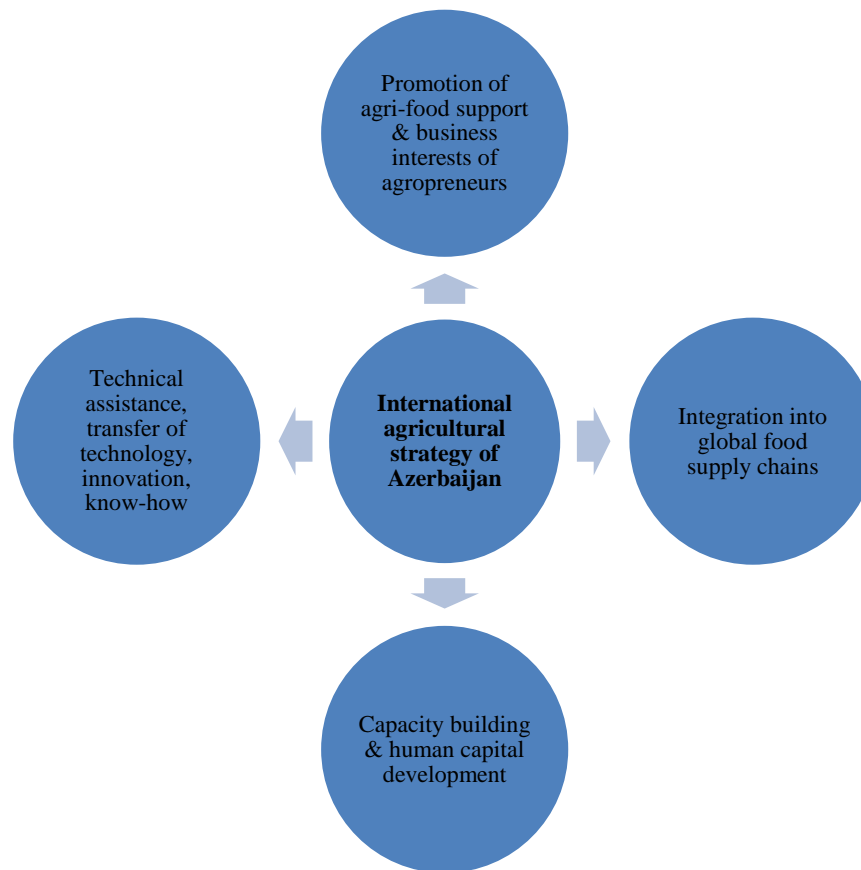 Promotion of
agri-food support
& business
interests of
agropreneurs
Technical
assistance,
transfer of
technology,
innovation,
know-how
International
agricultural
strategy of
Azerbaijan
Integration into
global food
supply chains
Capacity building
& human capital
development